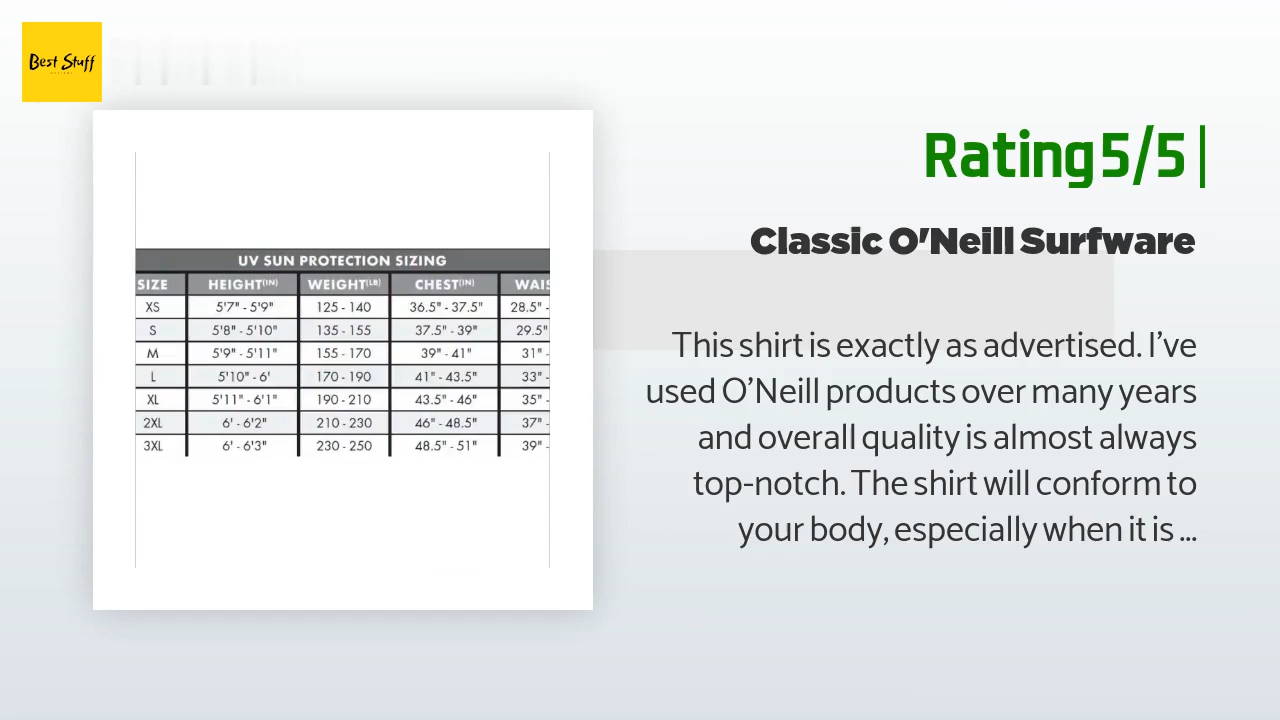 Best Stuff
Rating 5/5
Classic O'Neill Surfware
This shirt is exactly as advertised. I've
used O'Neill products over many years
and overall quality is almost always
top-notch. The shirt will conform to
your body, especially when it is ...
UV SUN PROTECTION SIZING
SIZE HEIGHT(IN) WEIGHT(LB) CHEST(IN) WAIS
XS 5'7" - 5'9" 125 - 140 36.5" - 37.5" 28.5" -
S 5'8" - 5'10" 135 - 155 37.5" - 39" 29.5"
M 5'9" - 5'11" 155 - 170 39" - 41" 31" -
L 5'10" - 6' 170 - 190 41" - 43.5" 33" -
XL 5'11" - 6'1" 190 - 210 43.5" - 46" 35" -
2XL 6' - 6'2" 210 - 230 46" - 48.5" 37" -
3XL 6' - 6'3" 230 - 250 48.5" - 51" 39" -